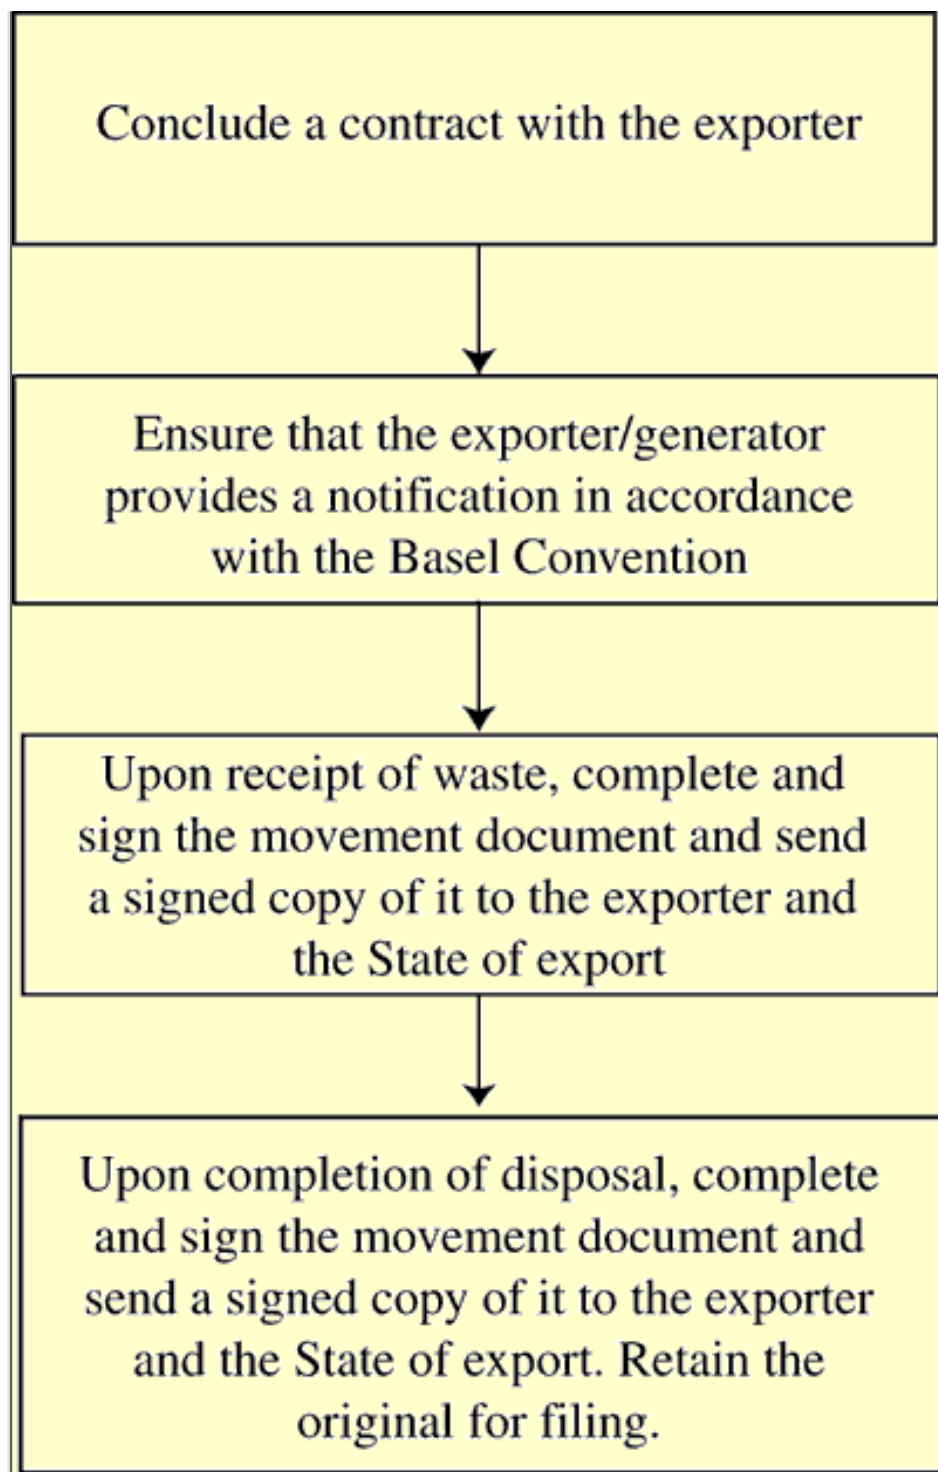 Conclude a contract with the exporter
Ensure that the exporter/generator
provides a notification in accordance
with the Basel Convention
Upon receipt of waste, complete and
sign the movement document and send
a signed copy of it to the exporter and
the State of export
Upon completion of disposal, complete
and sign the movement document and
send a signed copy of it to the exporter
and the State of export. Retain the
original for filing.